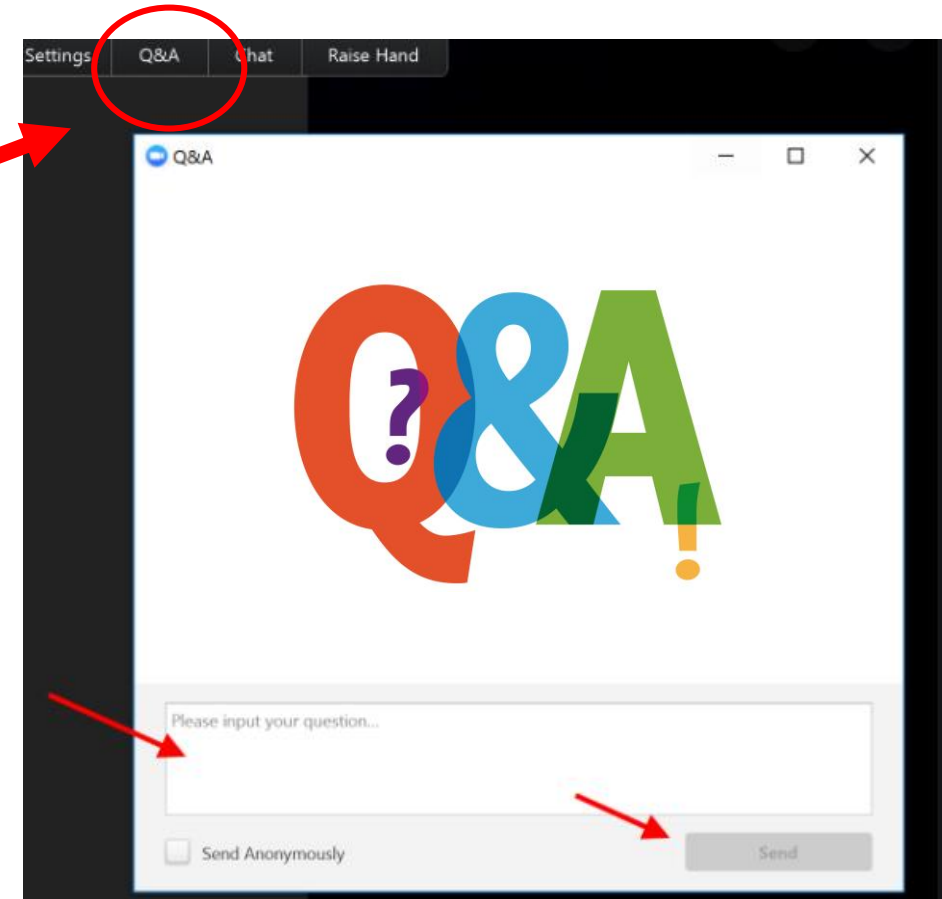 Settings Q&A Chat Raise Hand
Q&A
Q&A
?
!
Please input your question...
Send Anonymously
Send